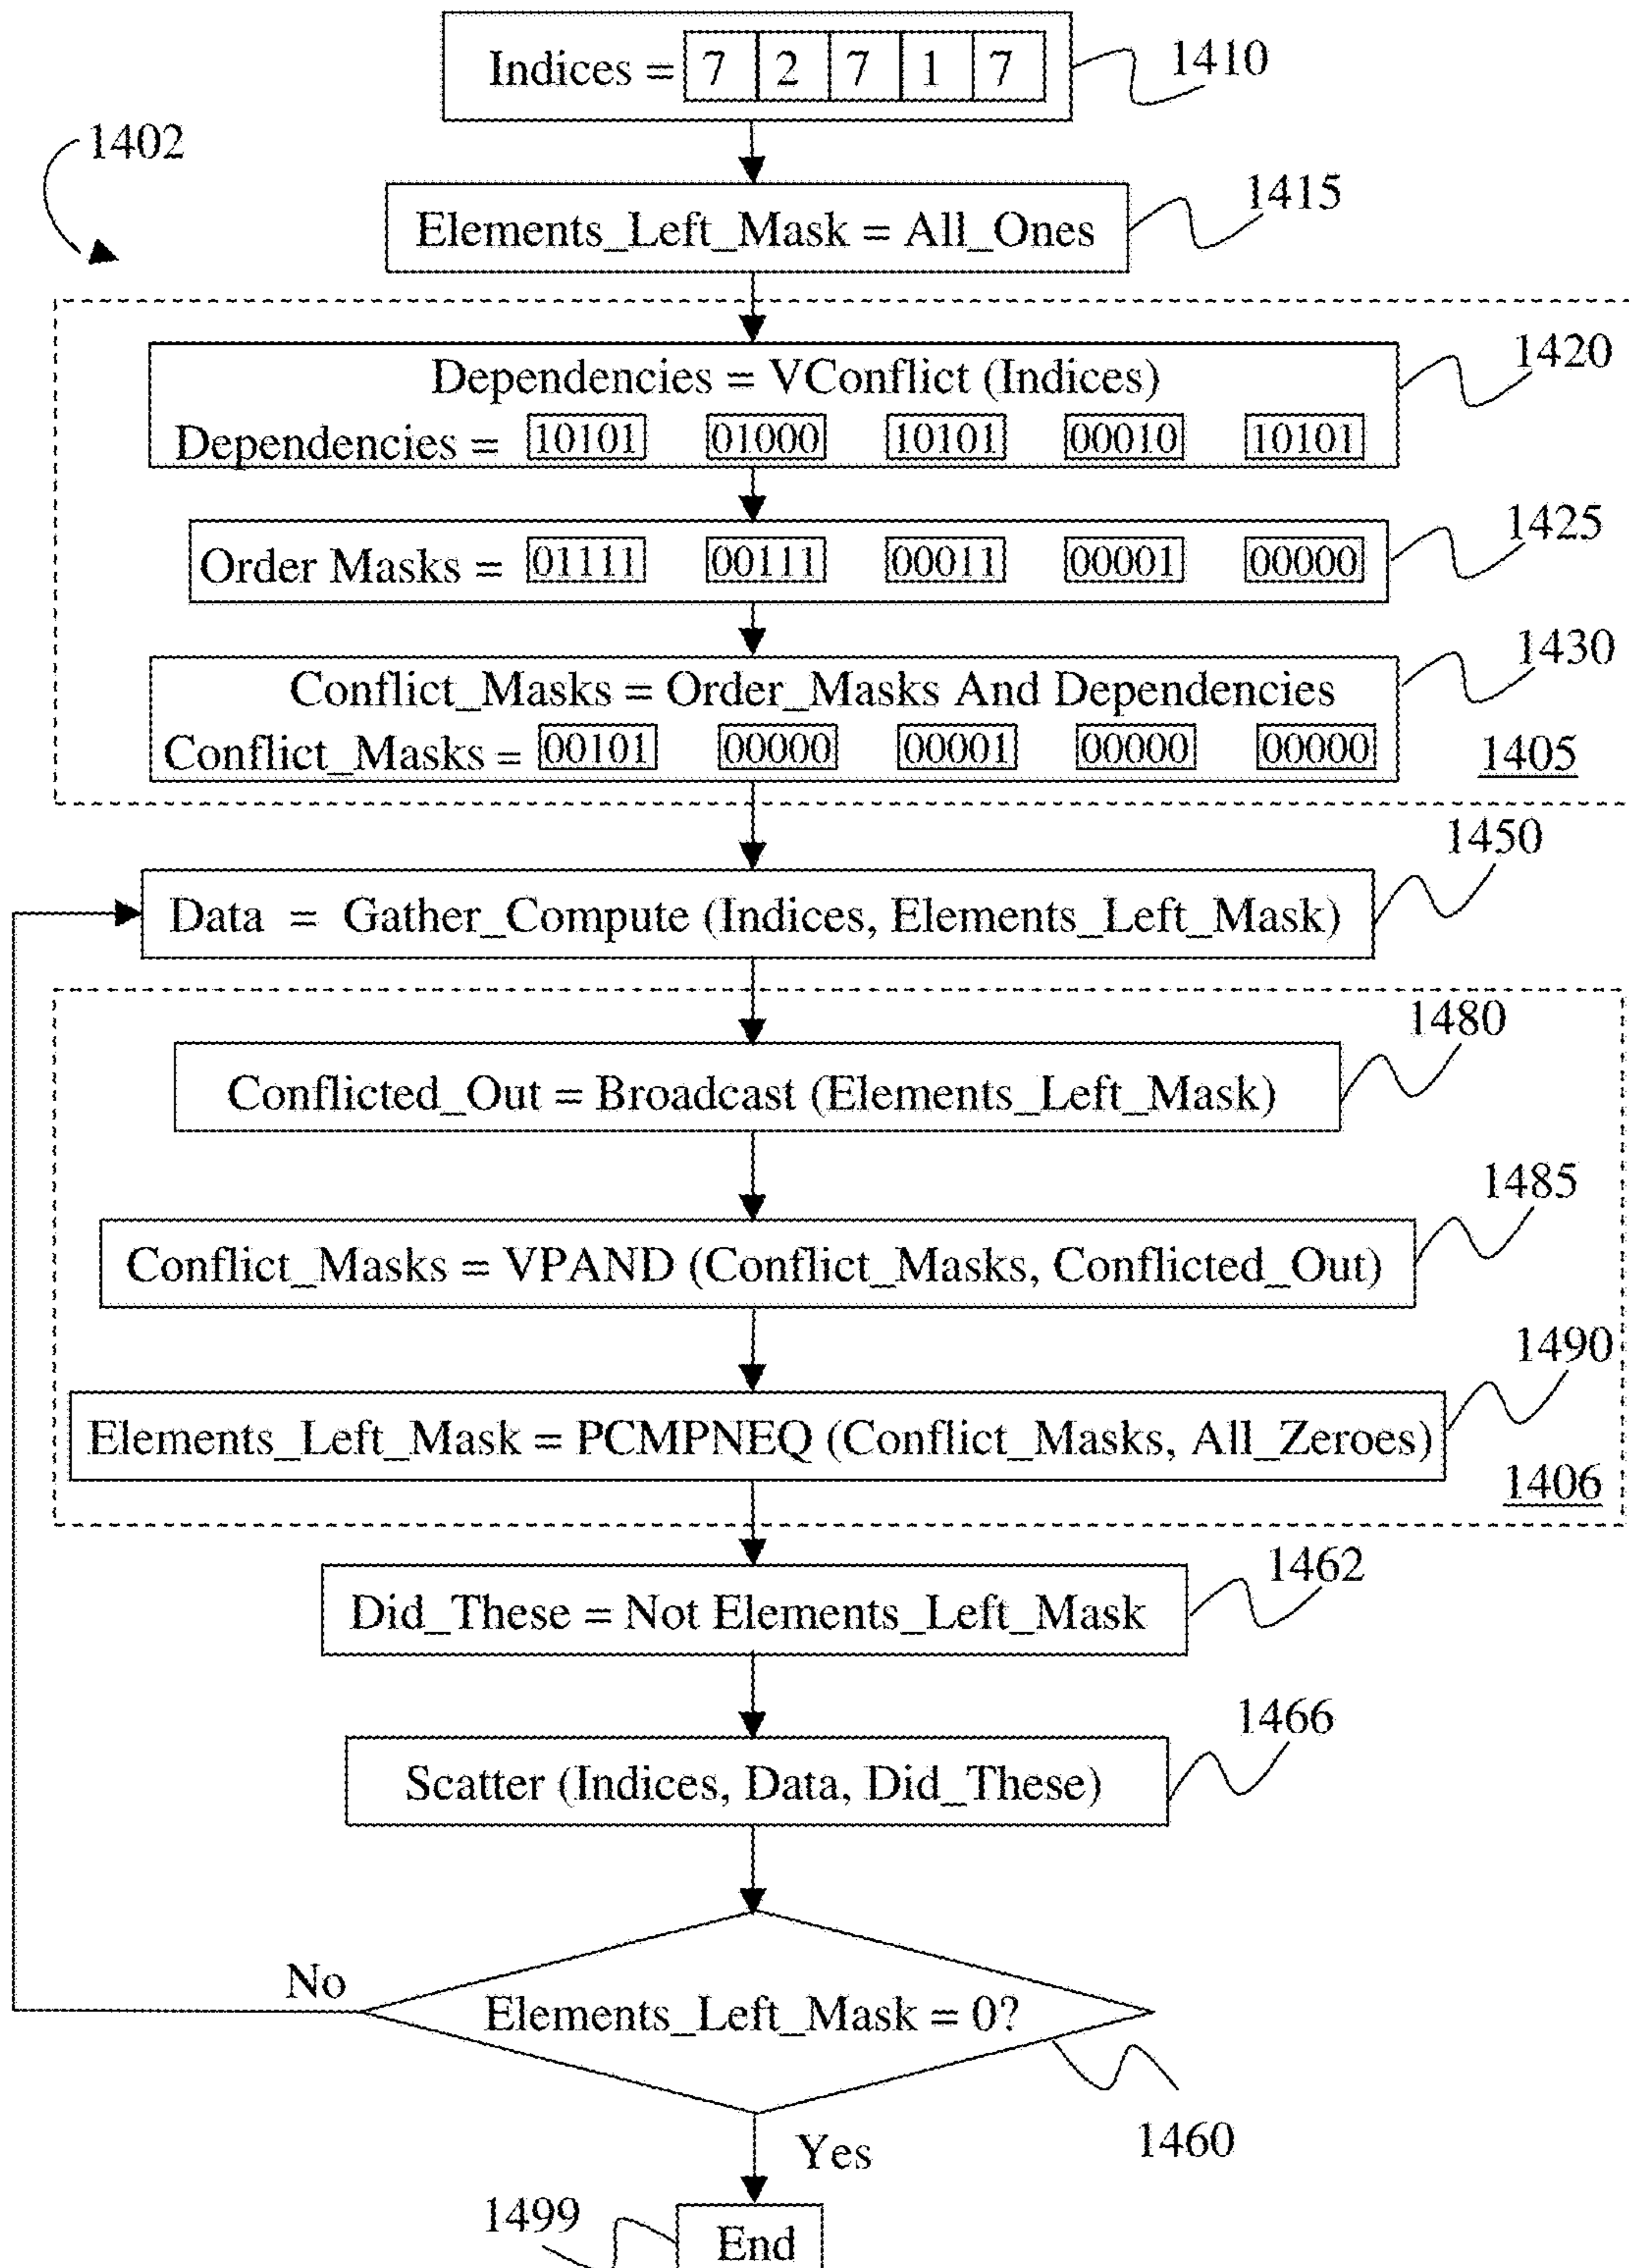 Indices = 7 2 7 1 7
1410
1402
Elements_Left_Mask = All_Ones
1415
Dependencies = VConflict (Indices)
Dependencies = 10101 01000 10101 00010 10101
1420
Order Masks = 01111 00111 00011 00001 00000
1425
Conflict_Masks = Order_Masks And Dependencies
Conflict_Masks = 00101 00000 00001 00000 00000
1430
1405
Data = Gather_Compute (Indices, Elements_Left_Mask)
1450
Conflicted_Out = Broadcast (Elements_Left_Mask)
1480
Conflict_Masks = VPAND (Conflict_Masks, Conflicted_Out)
1485
Elements_Left_Mask = PCMPNEQ (Conflict_Masks, All_Zeroes)
1490
1406
Did_These = Not Elements_Left_Mask
1462
Scatter (Indices, Data, Did_These)
1466
No
Elements_Left_Mask = 0?
1460
Yes
1499
End